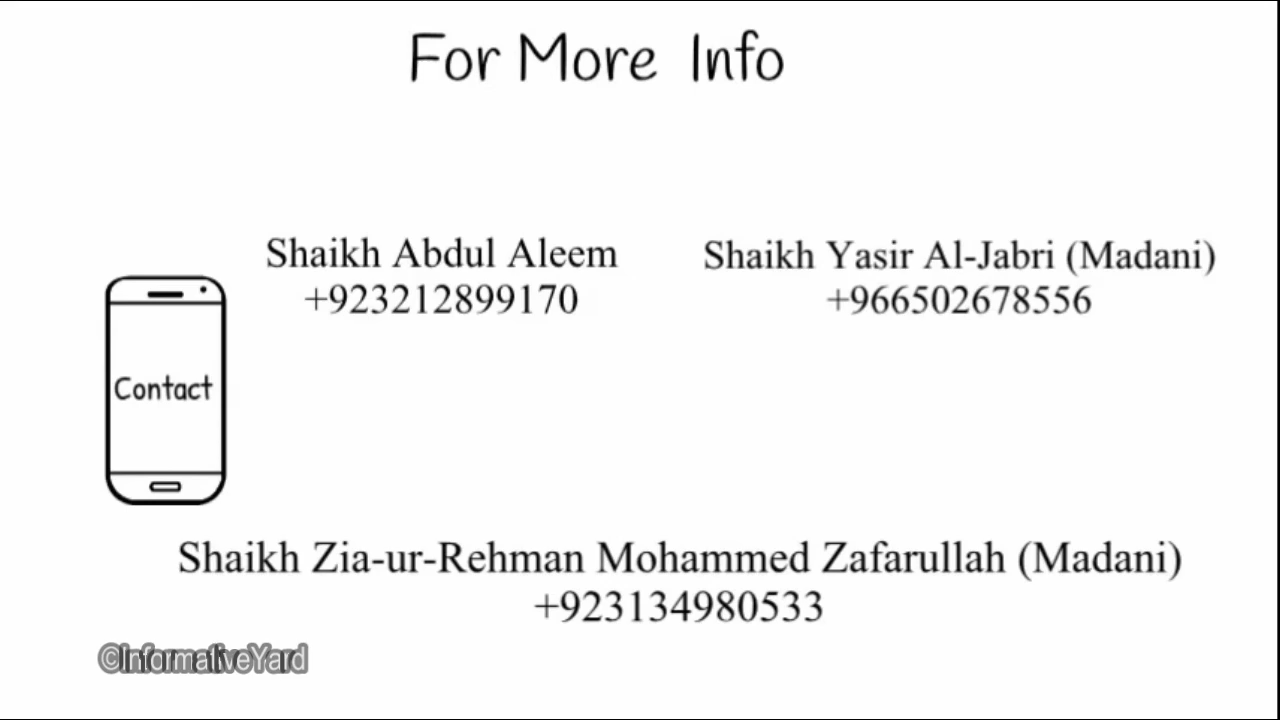 For More Info
Shaikh Abdul Aleem
+923212899170
Shaikh Yasir Al-Jabri (Madani)
+966502678556
Contact
Shaikh Zia-ur-Rehman Mohammed Zafarullah (Madani)
+923134980533
©InformativeYard